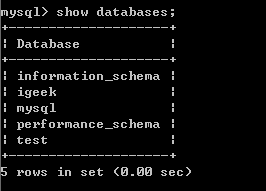 mysql> show databases;
+--------------------+
| Database           |
+--------------------+
| information_schema |
| igeek              |
| mysql              |
| performance_schema |
| test               |
+--------------------+
5 rows in set (0.00 sec)